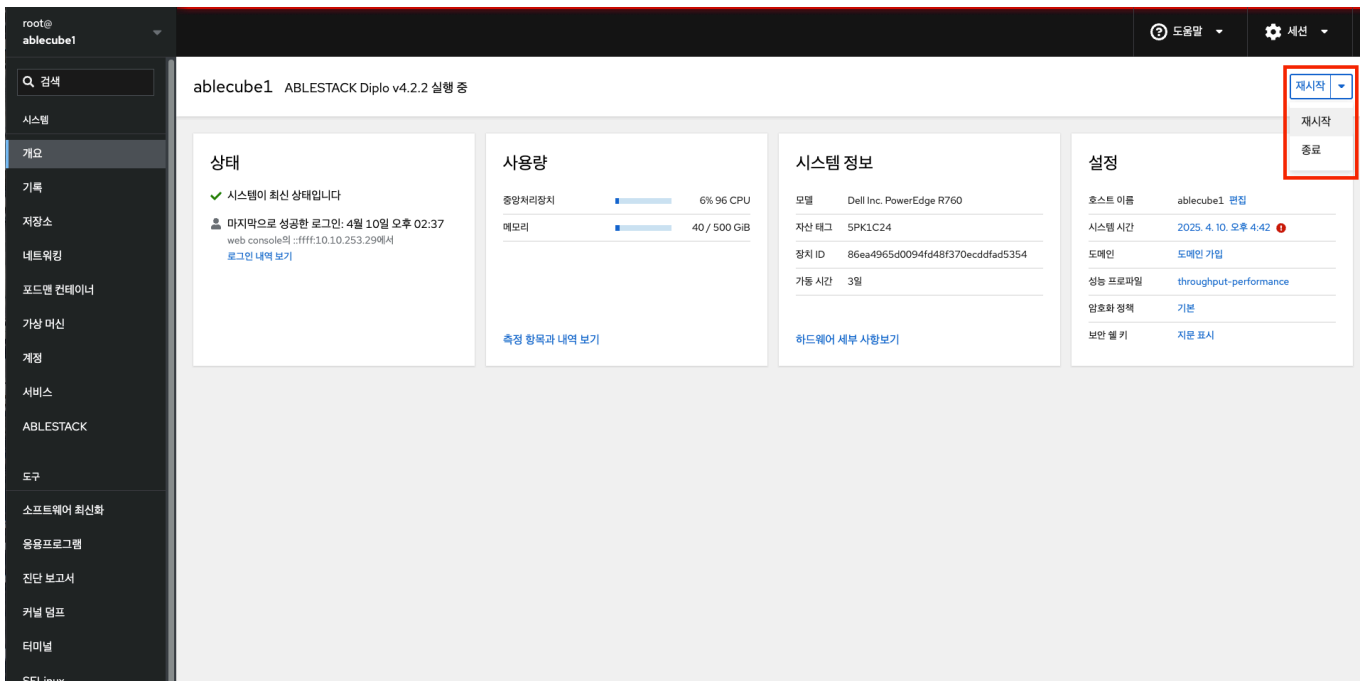 root@
ablecube1
도움말
세션
검색
ablecube1 ABLESTACK Diplo v4.2.2 실행 중
재시작
재시작
종료
시스템
개요
기록
저장소
네트워킹
포드맨 컨테이너
가상 머신
계정
서비스
ABLESTACK
도구
소프트웨어 최신화
응용프로그램
진단 보고서
커널 덤프
터미널
SELinux
상태
시스템이 최신 상태입니다
마지막으로 성공한 로그인: 4월 10일 오후 02:37
web console의 ::ffff:10.10.253.29에서
로그인 내역 보기
사용량
중앙처리장치 6% 96 CPU
메모리 40 / 500 GiB
측정 항목과 내역 보기
시스템 정보
모델 Dell Inc. PowerEdge R760
자산 태그 5PK1C24
장치 ID 86ea4965d0094fd48f370ecddfad5354
가동 시간 3일
하드웨어 세부 사항보기
설정
호스트 이름 ablecube1 편집
시스템 시간 2025. 4. 10. 오후 4:42
도메인 도메인 가입
성능 프로파일 throughput-performance
암호화 정책 기본
보안 쉘 키 지문 표시